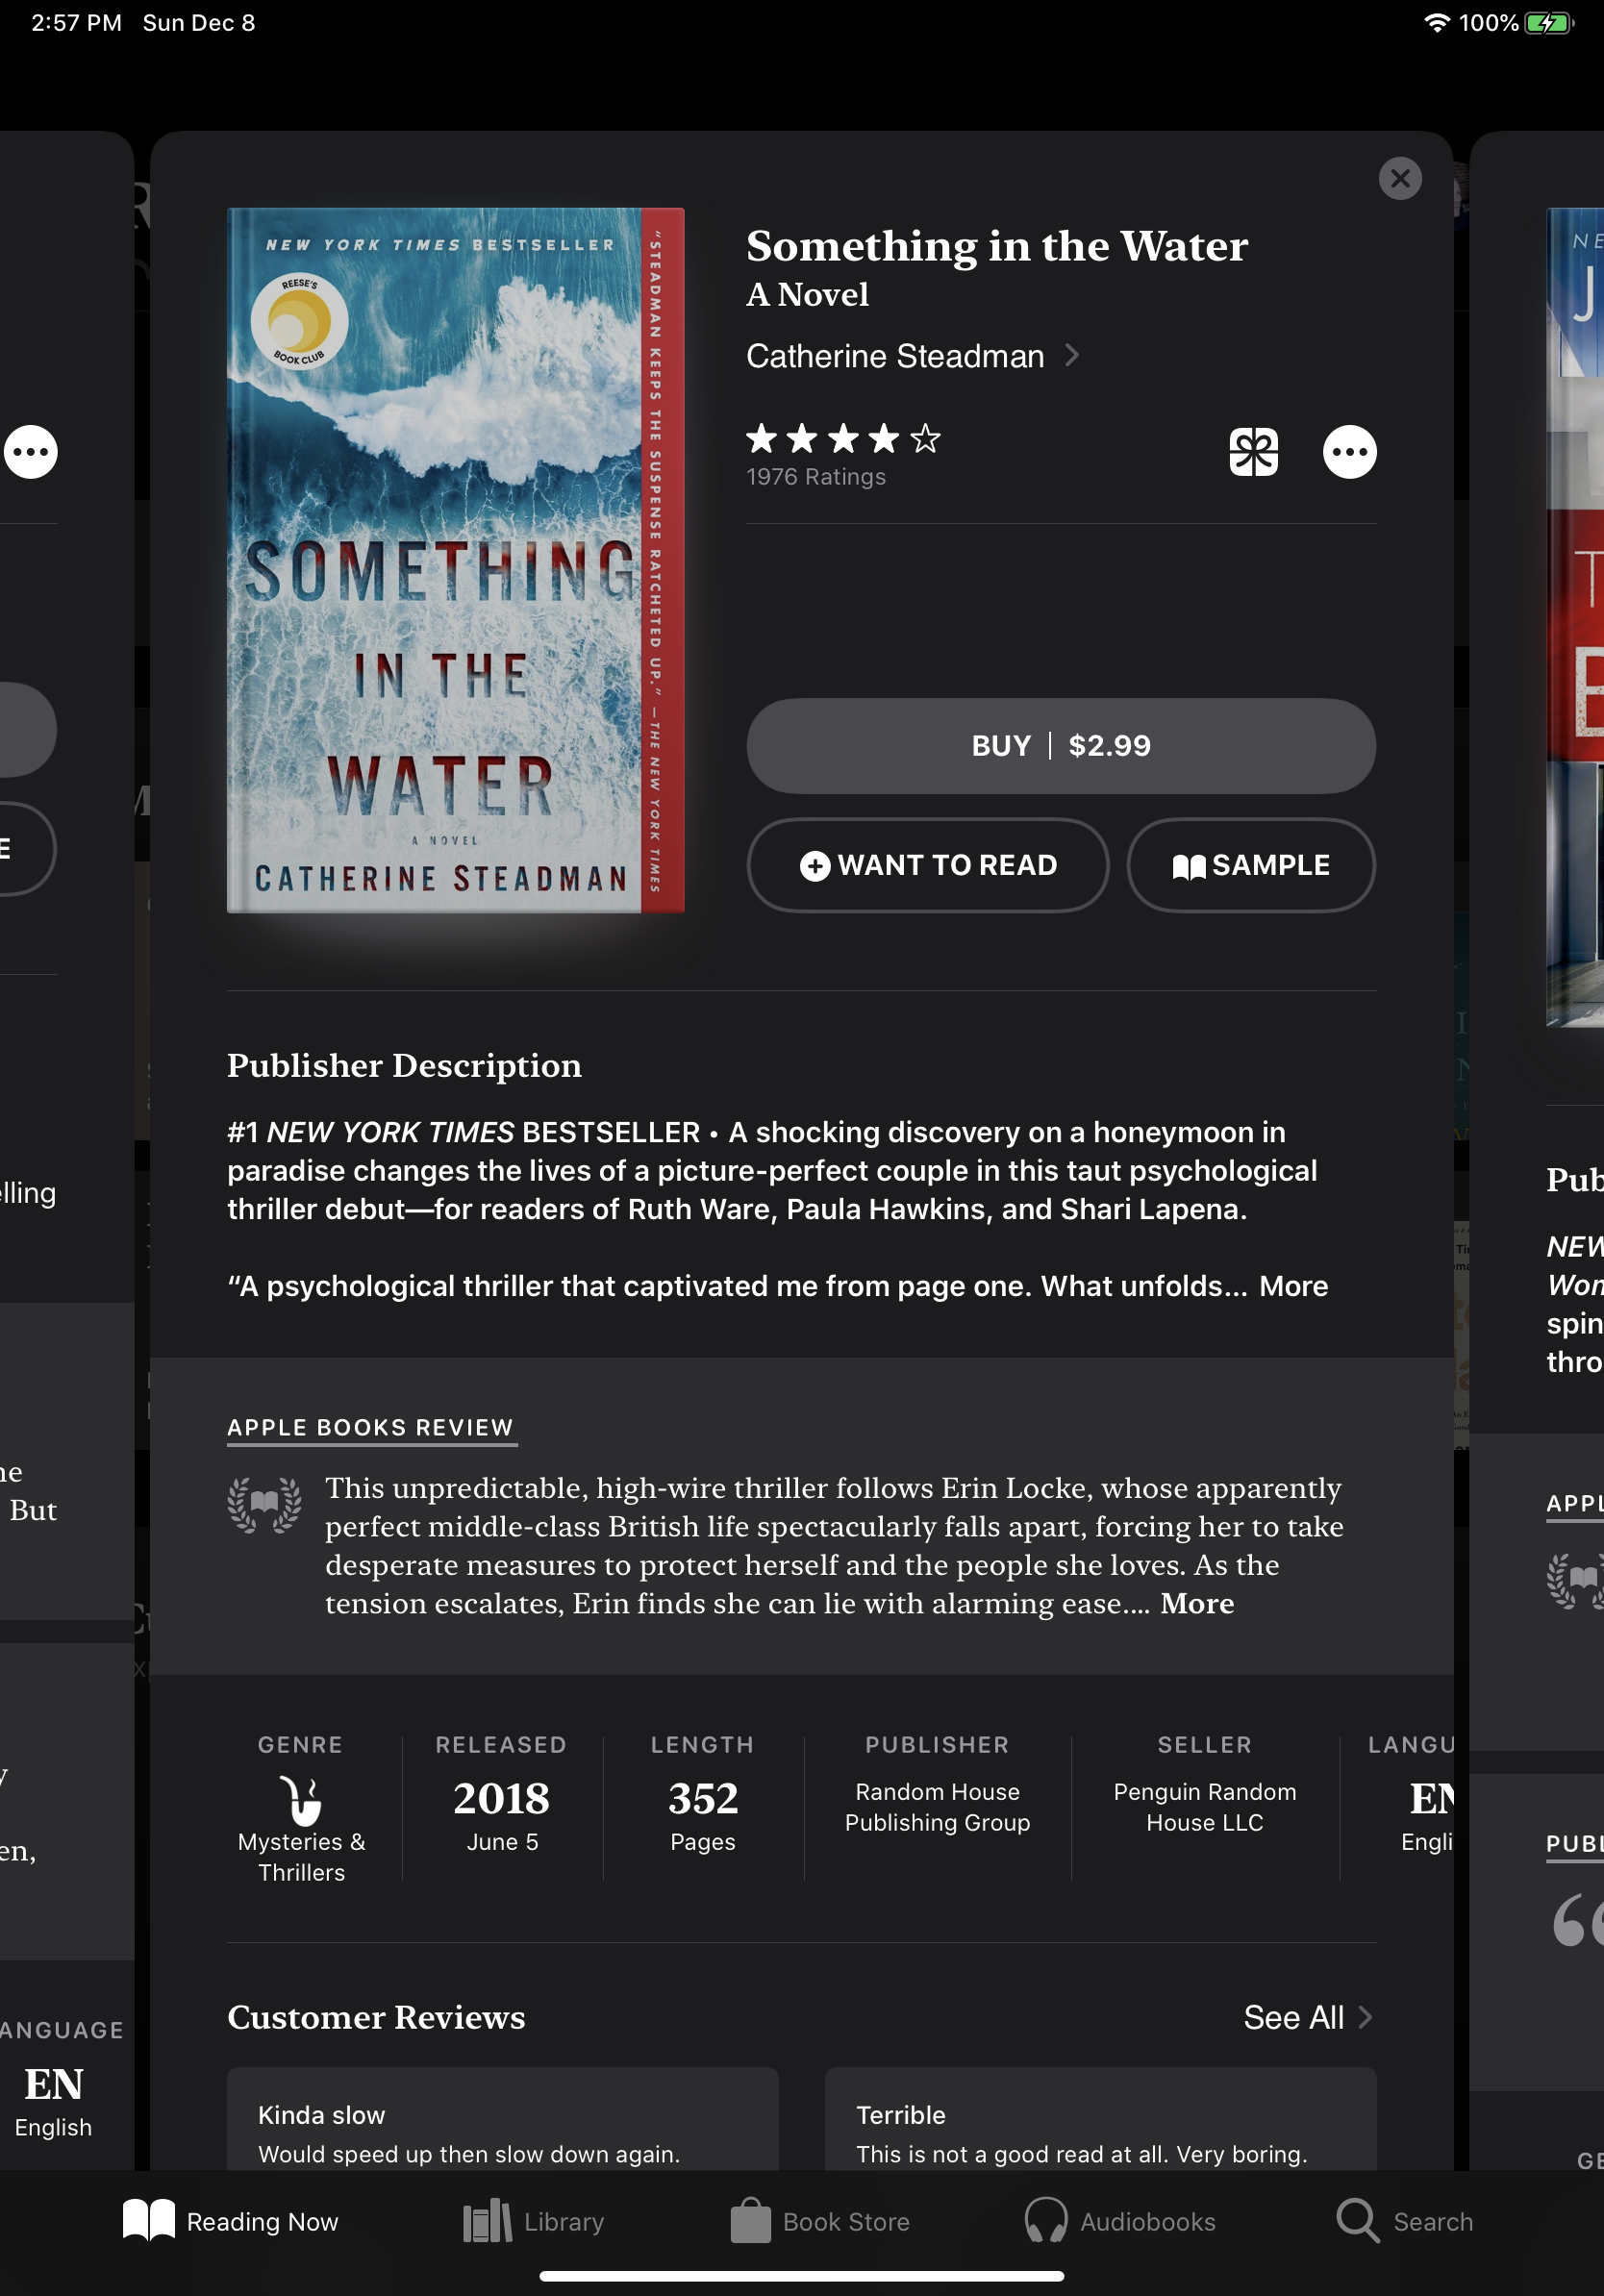 2:57 PM Sun Dec 8
100%
NEW YORK TIMES BESTSELLER
REESE'S
BOOK CLUB
SOMETHING
IN THE
WATER
A NOVEL
CATHERINE STEADMAN
"STEADMAN KEEPS THE SUSPENSE RATCHETED UP." —THE NEW YORK TIMES
Something in the Water
A Novel
Catherine Steadman
1976 Ratings
BUY | $2.99
WANT TO READ
SAMPLE
Publisher Description
#1 NEW YORK TIMES BESTSELLER • A shocking discovery on a honeymoon in
paradise changes the lives of a picture-perfect couple in this taut psychological
thriller debut—for readers of Ruth Ware, Paula Hawkins, and Shari Lapena.
“A psychological thriller that captivated me from page one. What unfolds... More
APPLE BOOKS REVIEW
This unpredictable, high-wire thriller follows Erin Locke, whose apparently
perfect middle-class British life spectacularly falls apart, forcing her to take
desperate measures to protect herself and the people she loves. As the
tension escalates, Erin finds she can lie with alarming ease.... More
GENRE
Mysteries &
Thrillers
RELEASED
2018
June 5
LENGTH
352
Pages
PUBLISHER
Random House
Publishing Group
SELLER
Penguin Random
House LLC
LANGU
EN
Engli
Customer Reviews
See All
Kinda slow
Would speed up then slow down again.
Terrible
This is not a good read at all. Very boring.
E
elling
ne
But
y
en,
ANGUAGE
EN
English
NE
J
T
E
Pub
NEW
Wom
spin
thro
APPL
PUBL
“
GE
Reading Now
Library
Book Store
Audiobooks
Search